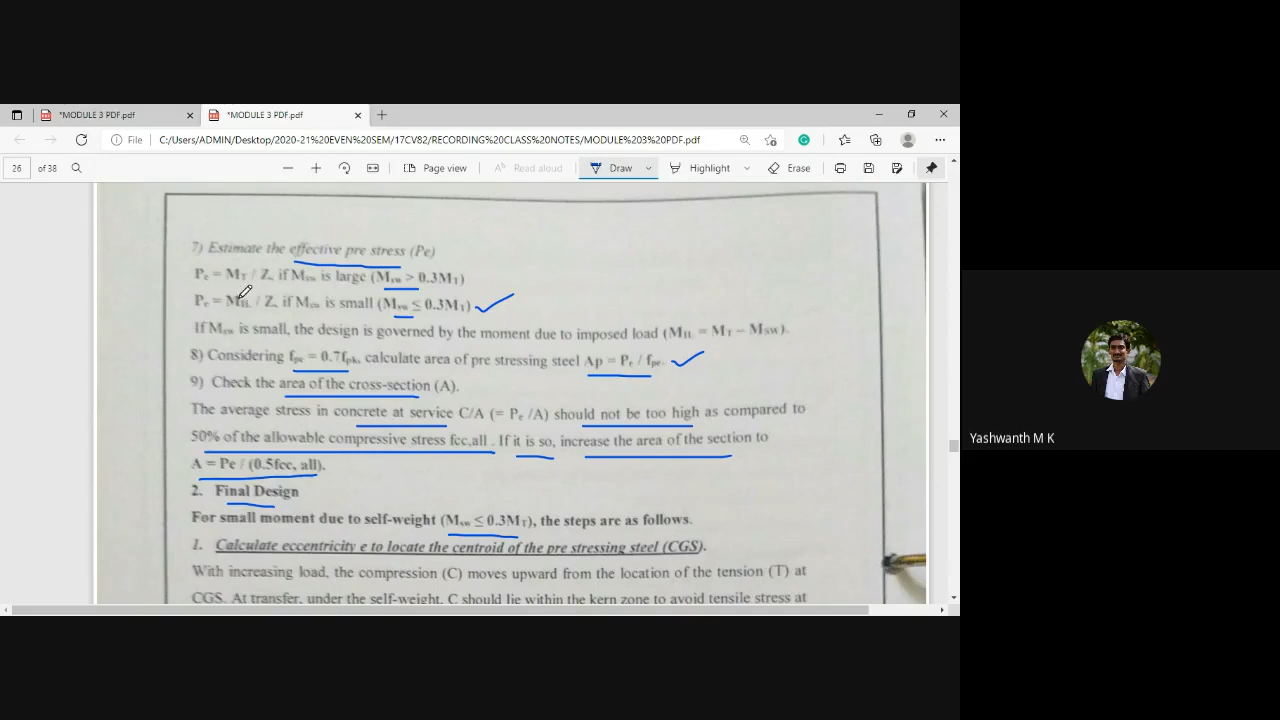 *MODULE 3 PDF.pdf
*MODULE 3 PDF.pdf
File C:/Users/ADMIN/Desktop/2020-21%20EVEN%20SEM/17CV82/RECORDING%20CLASS%20NOTES/MODULE%203%20PDF.pdf
26 of 38 Page view Read aloud Draw Highlight Erase
7) Estimate the effective pre stress (Pe)
Pe = MT / Z, if Msw is large (Msw > 0.3MT)
Pe = MIL / Z, if Msw is small (Msw ≤ 0.3MT)
If Msw is small, the design is governed by the moment due to imposed load (MIL = MT – MSW).
8) Considering fpe = 0.7fpk, calculate area of pre stressing steel Ap = Pe / fpe.
9) Check the area of the cross-section (A).
The average stress in concrete at service C/A (= Pe /A) should not be too high as compared to
50% of the allowable compressive stress fcc,all . If it is so, increase the area of the section to
A = Pe / (0.5fcc, all).
2. Final Design
For small moment due to self-weight (Msw ≤ 0.3MT), the steps are as follows.
1. Calculate eccentricity e to locate the centroid of the pre stressing steel (CGS).
With increasing load, the compression (C) moves upward from the location of the tension (T) at
CGS. At transfer, under the self-weight, C should lie within the kern zone to avoid tensile stress at
Yashwanth M K